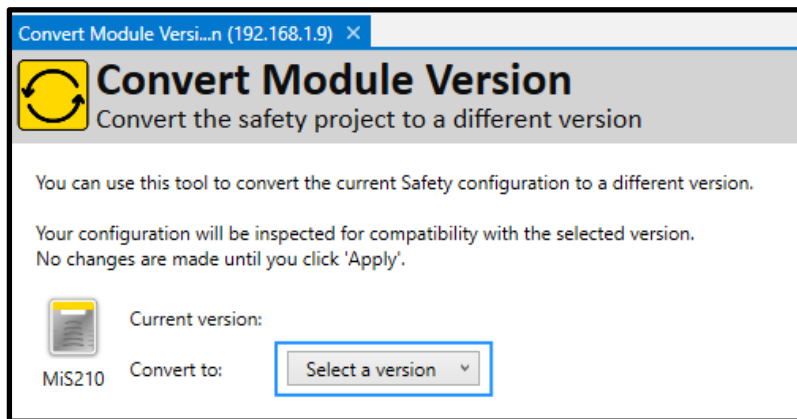 Convert Module Versi...n (192.168.1.9) ×
Convert Module Version
Convert the safety project to a different version
You can use this tool to convert the current Safety configuration to a different version.
Your configuration will be inspected for compatibility with the selected version.
No changes are made until you click 'Apply'.
Current version:
MiS210
Convert to:
Select a version